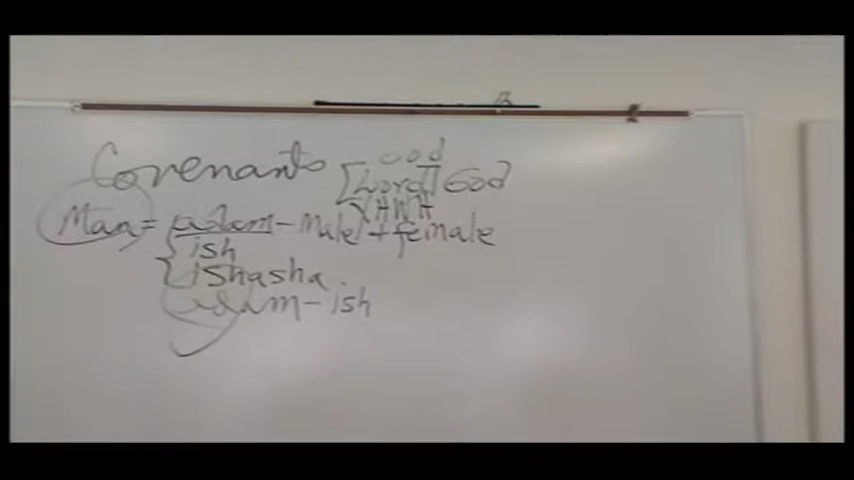 Covenants
God
[Lord] God
YHWH
Man = adam - male + female
ish
ishasha
adam - ish